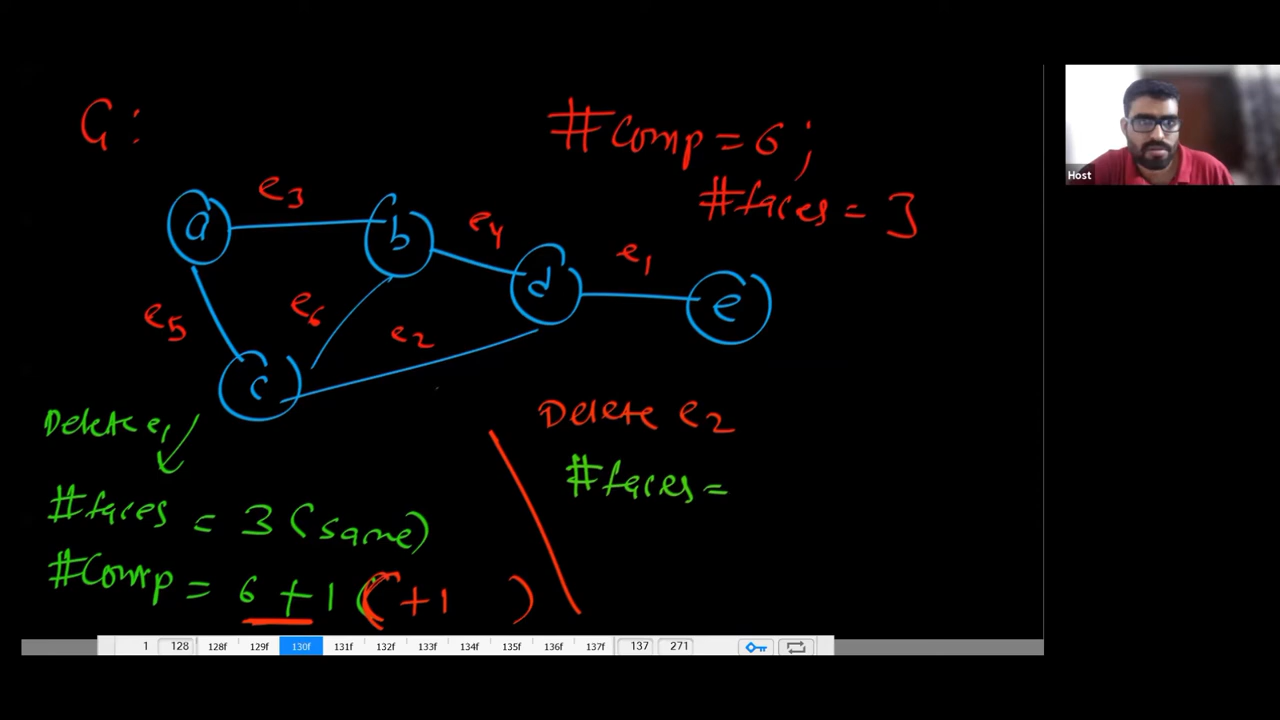 G:
#Comp = 6;
#faces = 3
e3
a
b
e4
d
e1
e
e5
e6
e2
c
Delete e1
#faces = 3 (same)
#Comp = 6 + 1 ( +1 )
Delete e2
#faces =
Host
1 128 128f 129f 130f 131f 132f 133f 134f 135f 136f 137f 137 271